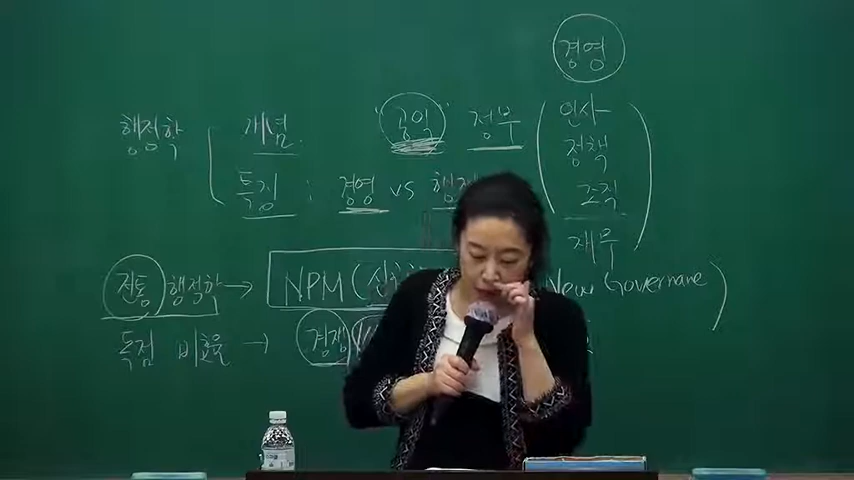 경영
행정학 개념 "공익" 정부 인사
정책
특징 : 경영 vs 조직
재무
전통 행정학 → NPM ( New Governance )
독점 비효율 → 경쟁